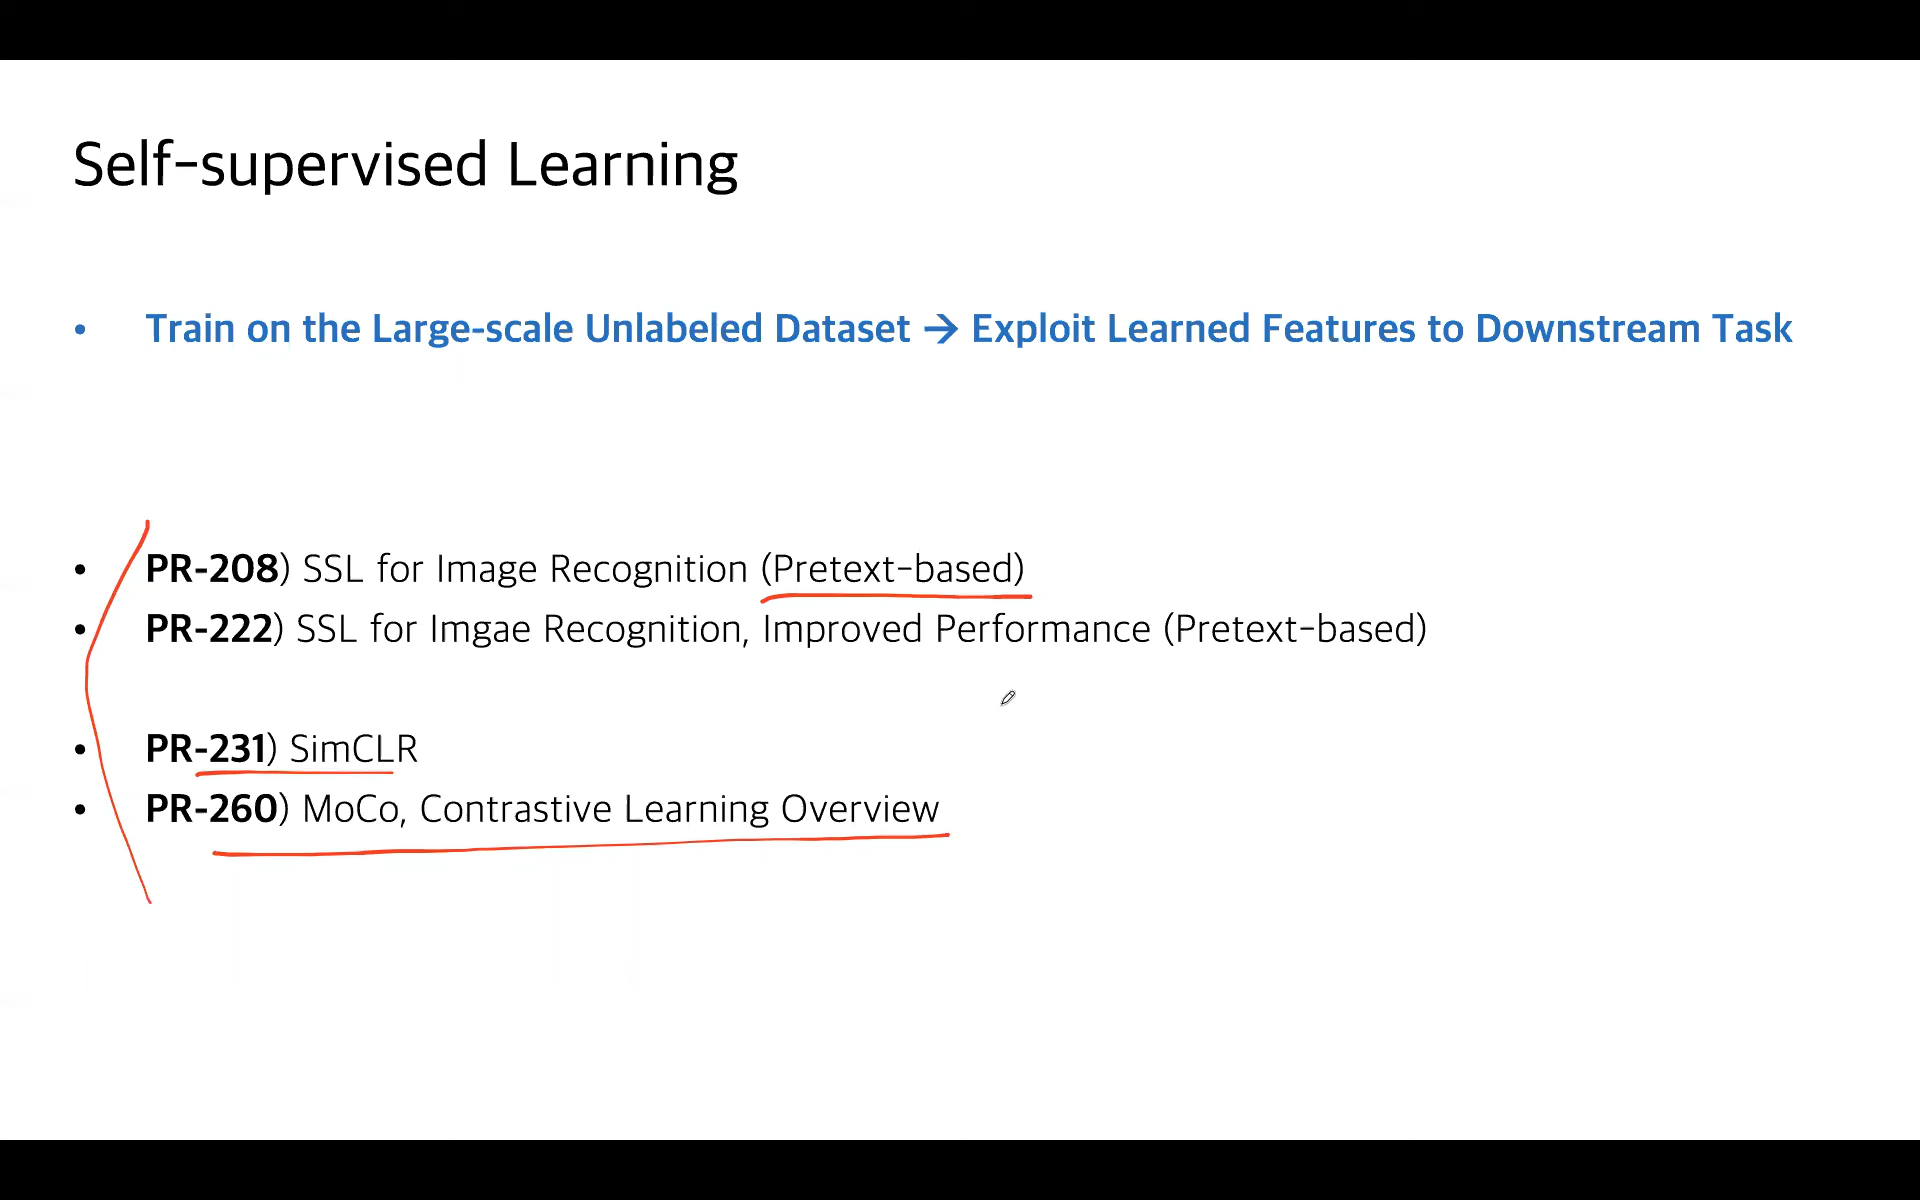 Self-supervised Learning
• Train on the Large-scale Unlabeled Dataset → Exploit Learned Features to Downstream Task
• PR-208) SSL for Image Recognition (Pretext-based)
• PR-222) SSL for Imgae Recognition, Improved Performance (Pretext-based)
• PR-231) SimCLR
• PR-260) MoCo, Contrastive Learning Overview